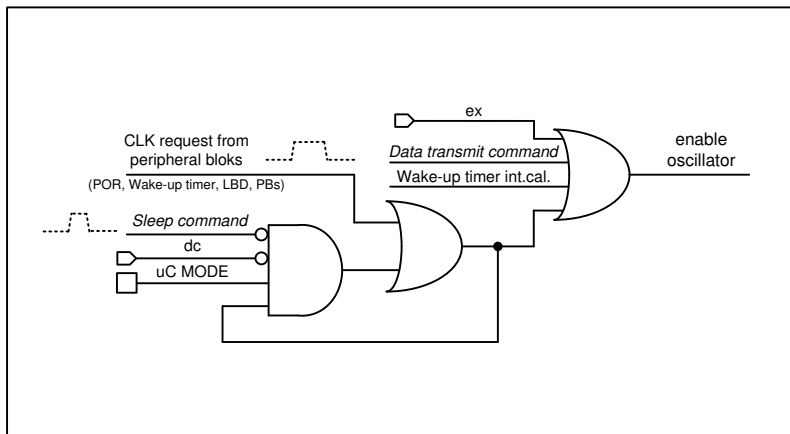 ex
CLK request from
peripheral bloks
(POR, Wake-up timer, LBD, PBs)
Data transmit command
Wake-up timer int.cal.
enable
oscillator
Sleep command
dc
uC MODE